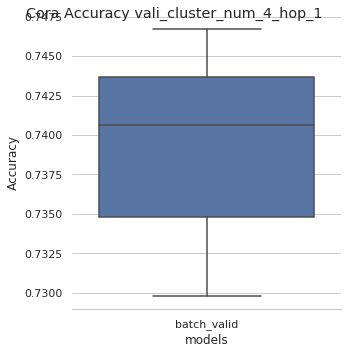 Cora Accuracy vali_cluster_num_4_hop_1
0.7475
0.7450
0.7425
0.7400
0.7375
0.7350
0.7325
0.7300
Accuracy
batch_valid
models